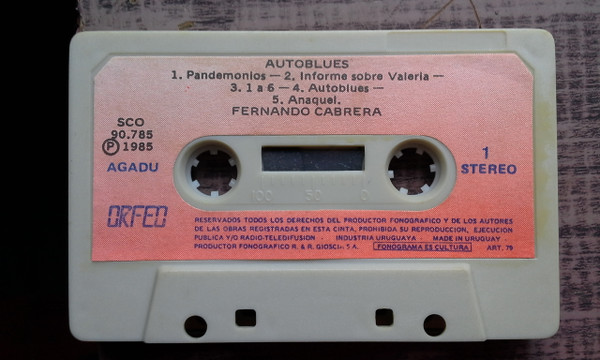 AUTOBLUES
1. Pandemonios — 2. Informe sobre Valeria —
3. 1 a 6 — 4. Autoblues —
5. Anaquel.
FERNANDO CABRERA
SCO
90.785
Ⓟ 1985
AGADU
1
STEREO
100 50 0
ORFEO
RESERVADOS TODOS LOS DERECHOS DEL PRODUCTOR FONOGRAFICO Y DE LOS AUTORES
DE LAS OBRAS REGISTRADAS EN ESTA CINTA, PROHIBIDA SU REPRODUCCION, EJECUCION
PUBLICA Y/O RADIO-TELEDIFUSION - INDUSTRIA URUGUAYA - MADE IN URUGUAY -
PRODUCTOR FONOGRAFICO R. & R. GIOSCIA S.A. FONOGRAMA ES CULTURA ART. 79